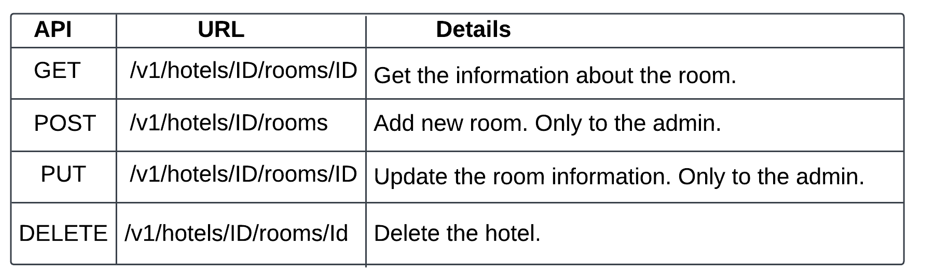 API URL Details
GET /v1/hotels/ID/rooms/ID Get the information about the room.
POST /v1/hotels/ID/rooms Add new room. Only to the admin.
PUT /v1/hotels/ID/rooms/ID Update the room information. Only to the admin.
DELETE /v1/hotels/ID/rooms/Id Delete the hotel.